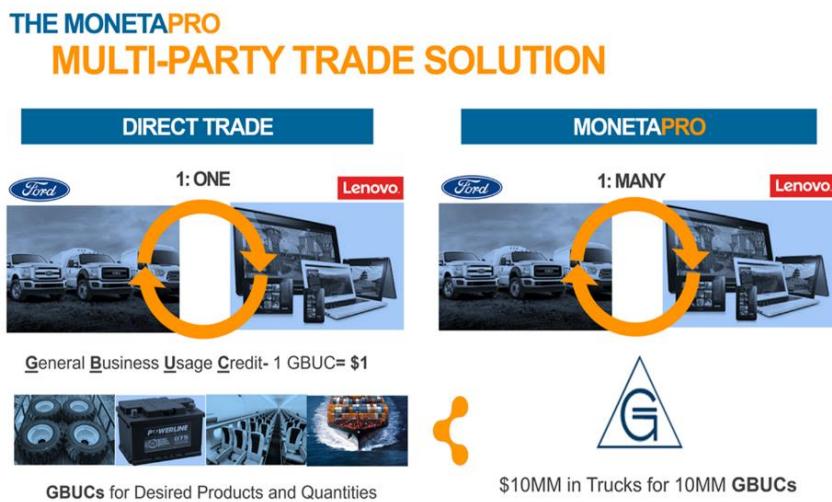 THE MONETAPRO
MULTI-PARTY TRADE SOLUTION
DIRECT TRADE
Ford
1: ONE
Lenovo
General Business Usage Credit- 1 GBUC= $1
POWERLINE
075
GBUCs for Desired Products and Quantities
MONETAPRO
Ford
1: MANY
Lenovo
G
$10MM in Trucks for 10MM GBUCs